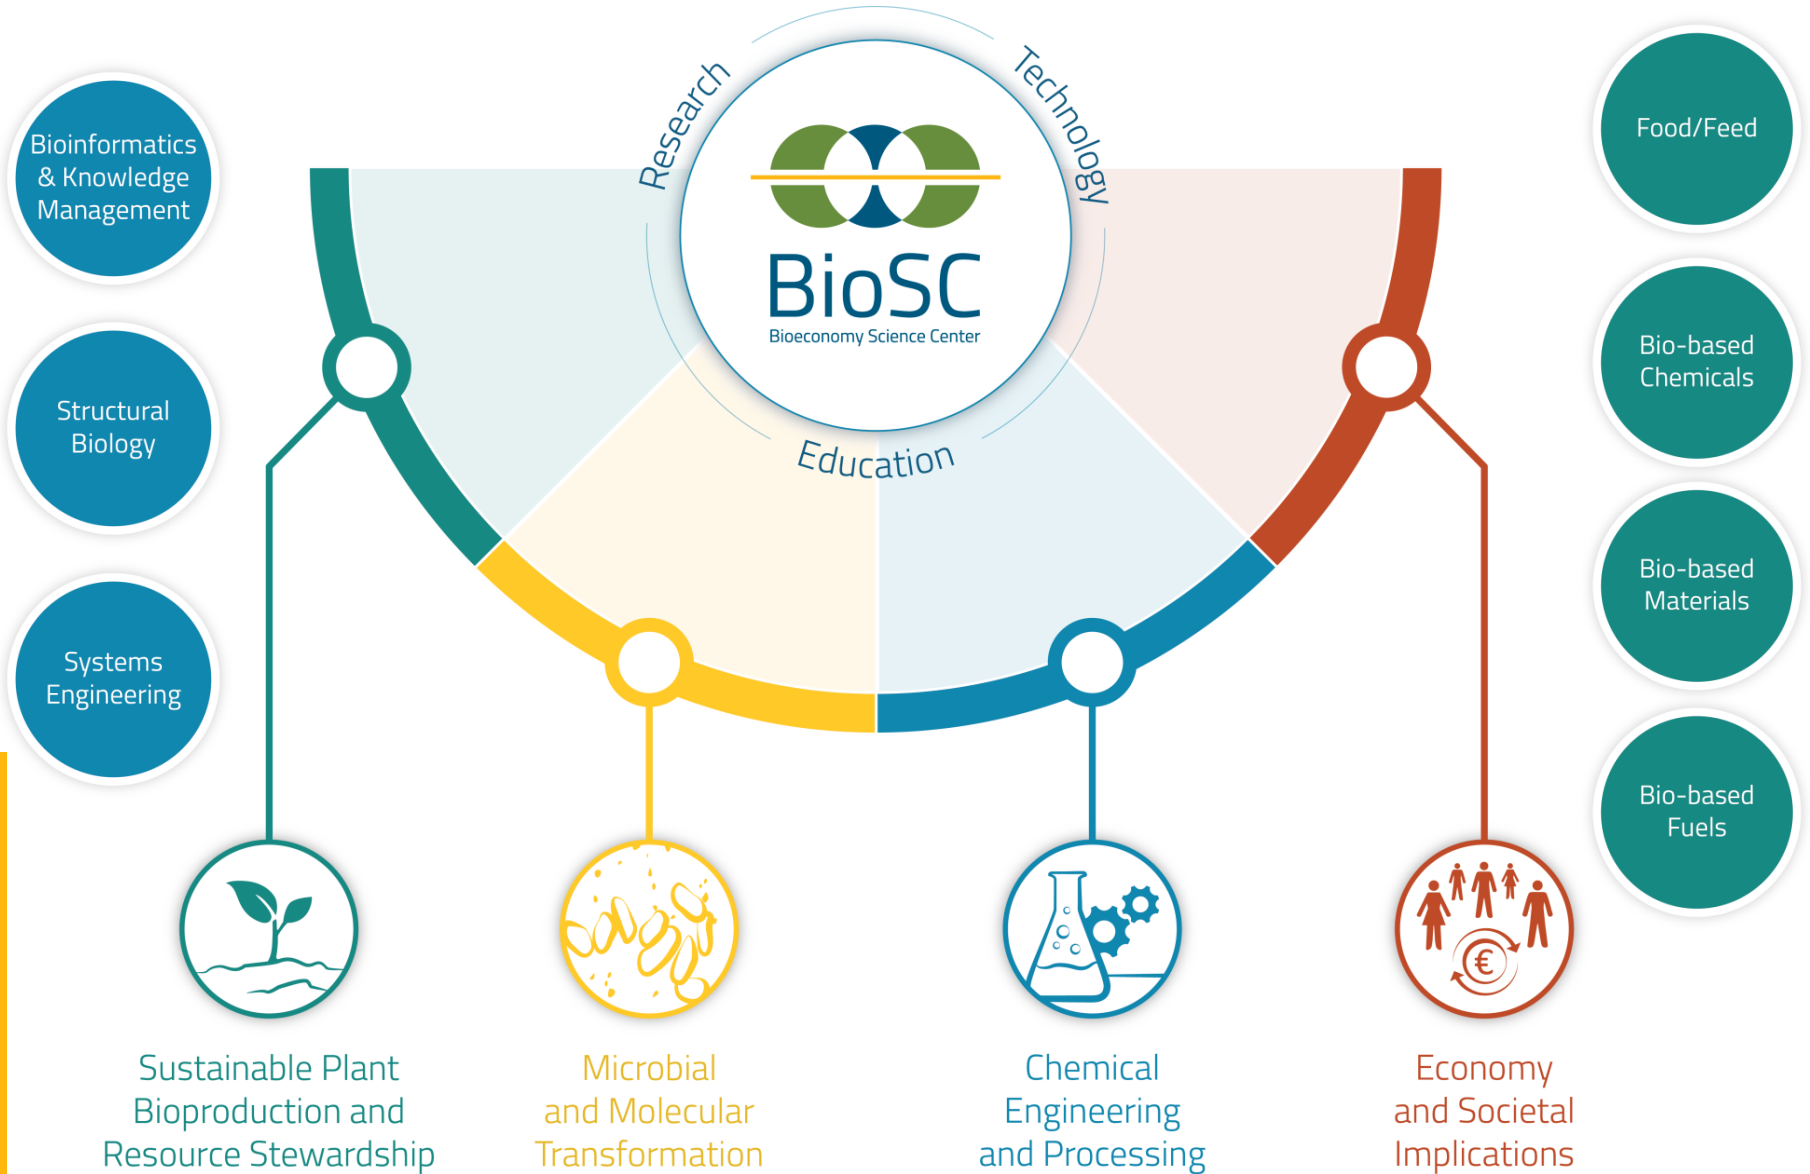 Research
Technology
Education
BioSC
Bioeconomy Science Center
Bioinformatics
& Knowledge
Management
Structural
Biology
Systems
Engineering
Food/Feed
Bio-based
Chemicals
Bio-based
Materials
Bio-based
Fuels
€
Sustainable Plant
Bioproduction and
Resource Stewardship
Microbial
and Molecular
Transformation
Chemical
Engineering
and Processing
Economy
and Societal
Implications